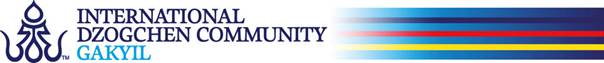 INTERNATIONAL
DZOGCHEN COMMUNITY
GAKYIL
TM